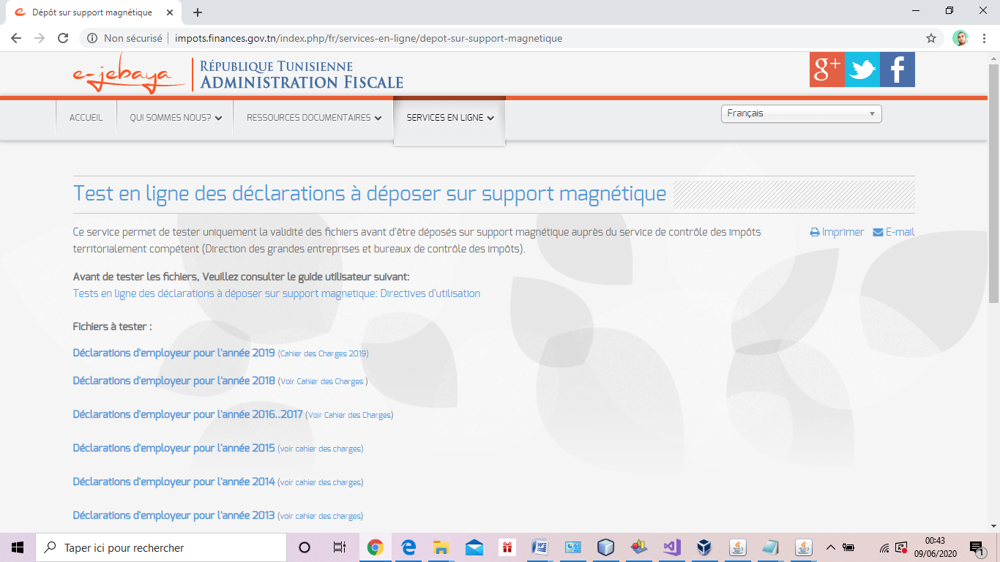 Dépôt sur support magnétique
Non sécurisé
impots.finances.gov.tn/index.php/fr/services-en-ligne/depot-sur-support-magnetique
e-jebaya
République Tunisienne
Administration Fiscale
g+
f
ACCUEIL
QUI SOMMES NOUS?
RESSOURCES DOCUMENTAIRES
SERVICES EN LIGNE
Français
Test en ligne des déclarations à déposer sur support magnétique
Ce service permet de tester uniquement la validité des fichiers avant d'être déposés sur support magnétique auprès du service de contrôle des impôts
territorialement compétent (Direction des grandes entreprises et bureaux de contrôle des impôts).
Imprimer
E-mail
Avant de tester les fichiers, Veuillez consulter le guide utilisateur suivant:
Tests en ligne des déclarations à déposer sur support magnetique: Directives d'utilisation
Fichiers à tester :
Déclarations d'employeur pour l'année 2019 (Cahier des Charges 2019)
Déclarations d'employeur pour l'année 2018 (Voir Cahier des Charges )
Déclarations d'employeur pour l'année 2016..2017 (Voir Cahier des Charges)
Déclarations d'employeur pour l'année 2015 (voir cahier des charges)
Déclarations d'employeur pour l'année 2014 (voir cahier des charges)
Déclarations d'employeur pour l'année 2013 (voir cahier des charges)
Taper ici pour rechercher
00:43
09/06/2020
1